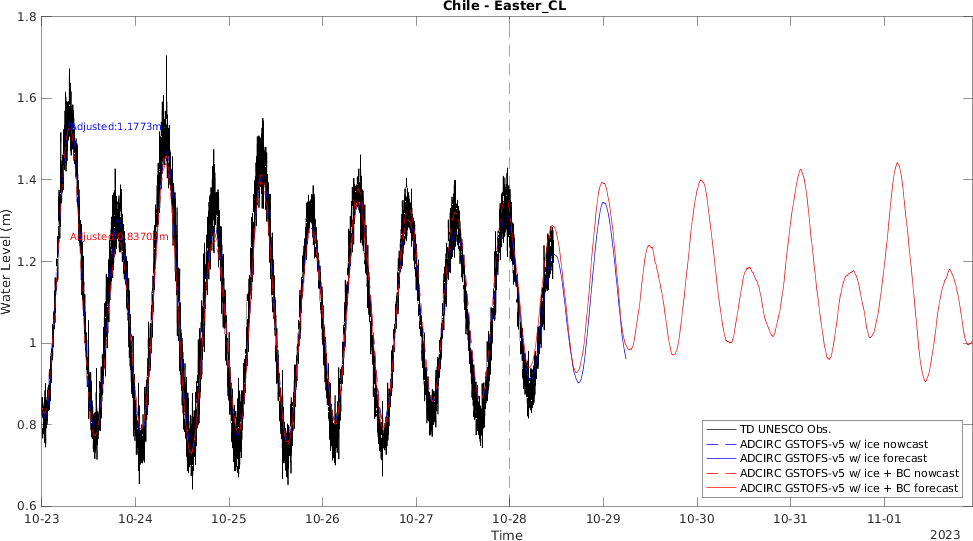 Chile - Easter_CL
Water Level (m)
1.8
1.6
1.4
1.2
1
0.8
0.6
Adjusted:1.1773m
10-23
10-24
10-25
10-26
10-27
10-28
10-29
10-30
10-31
11-01
Time
2023
TD UNESCO Obs.
ADCIRC GSTOFS-v5 w/ ice nowcast
ADCIRC GSTOFS-v5 w/ ice forecast
ADCIRC GSTOFS-v5 w/ ice + BC nowcast
ADCIRC GSTOFS-v5 w/ ice + BC forecast